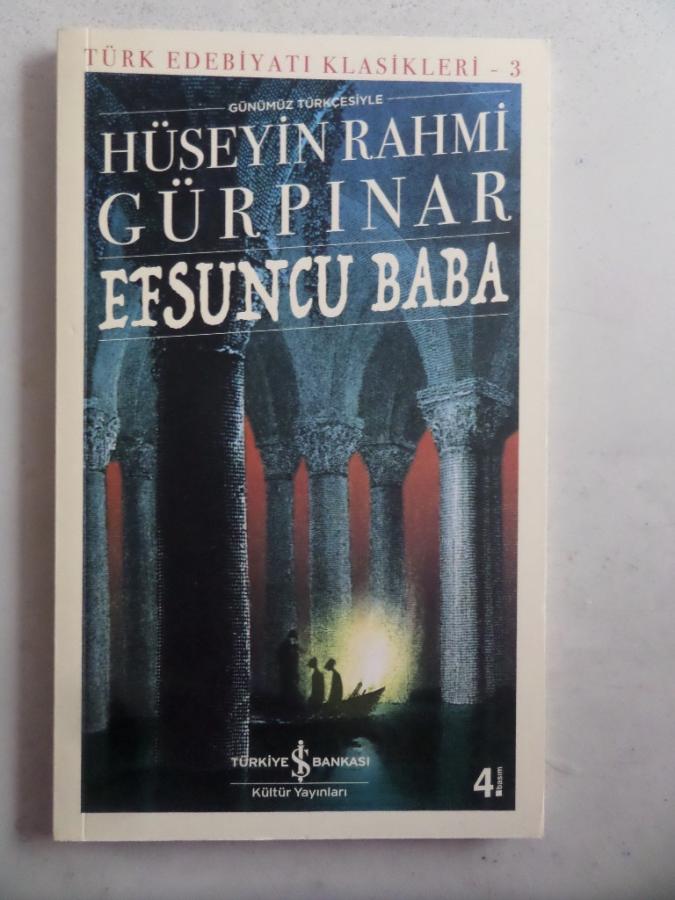 TÜRK EDEBİYATI KLASİKLERİ - 3
GÜNÜMÜZ TÜRKÇESİYLE
HÜSEYİN RAHMİ
GÜRPINAR
EFSUNCU BABA
TÜRKİYE İŞ BANKASI
Kültür Yayınları
4. basım